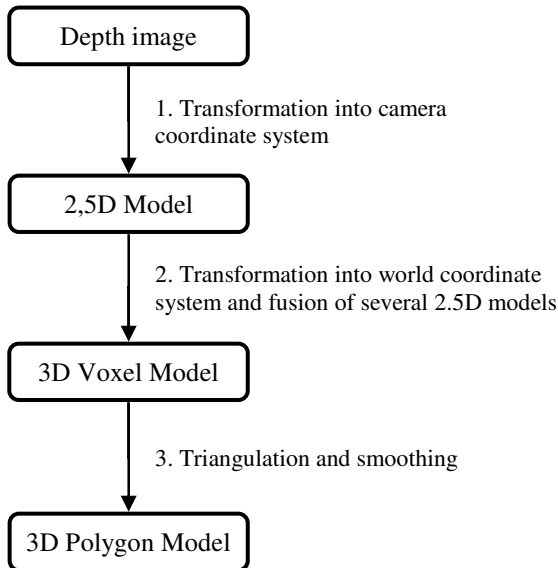 Depth image
1. Transformation into camera
coordinate system
2,5D Model
2. Transformation into world coordinate
system and fusion of several 2.5D models
3D Voxel Model
3. Triangulation and smoothing
3D Polygon Model